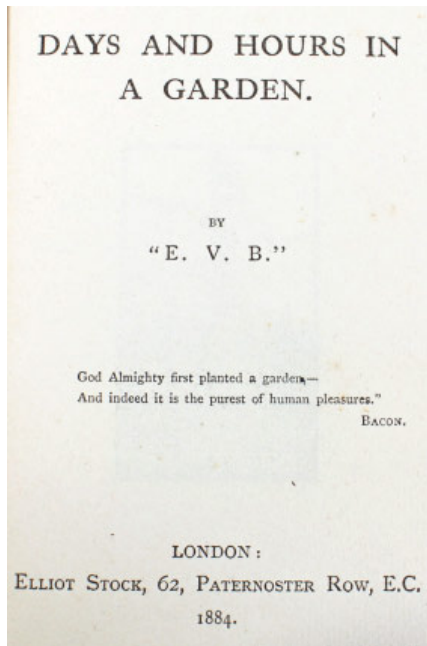 DAYS AND HOURS IN
A GARDEN.
BY
“E. V. B.”
God Almighty first planted a garden,—
And indeed it is the purest of human pleasures.”
BACON.
LONDON:
ELLIOT STOCK, 62, PATERNOSTER ROW, E.C.
1884.